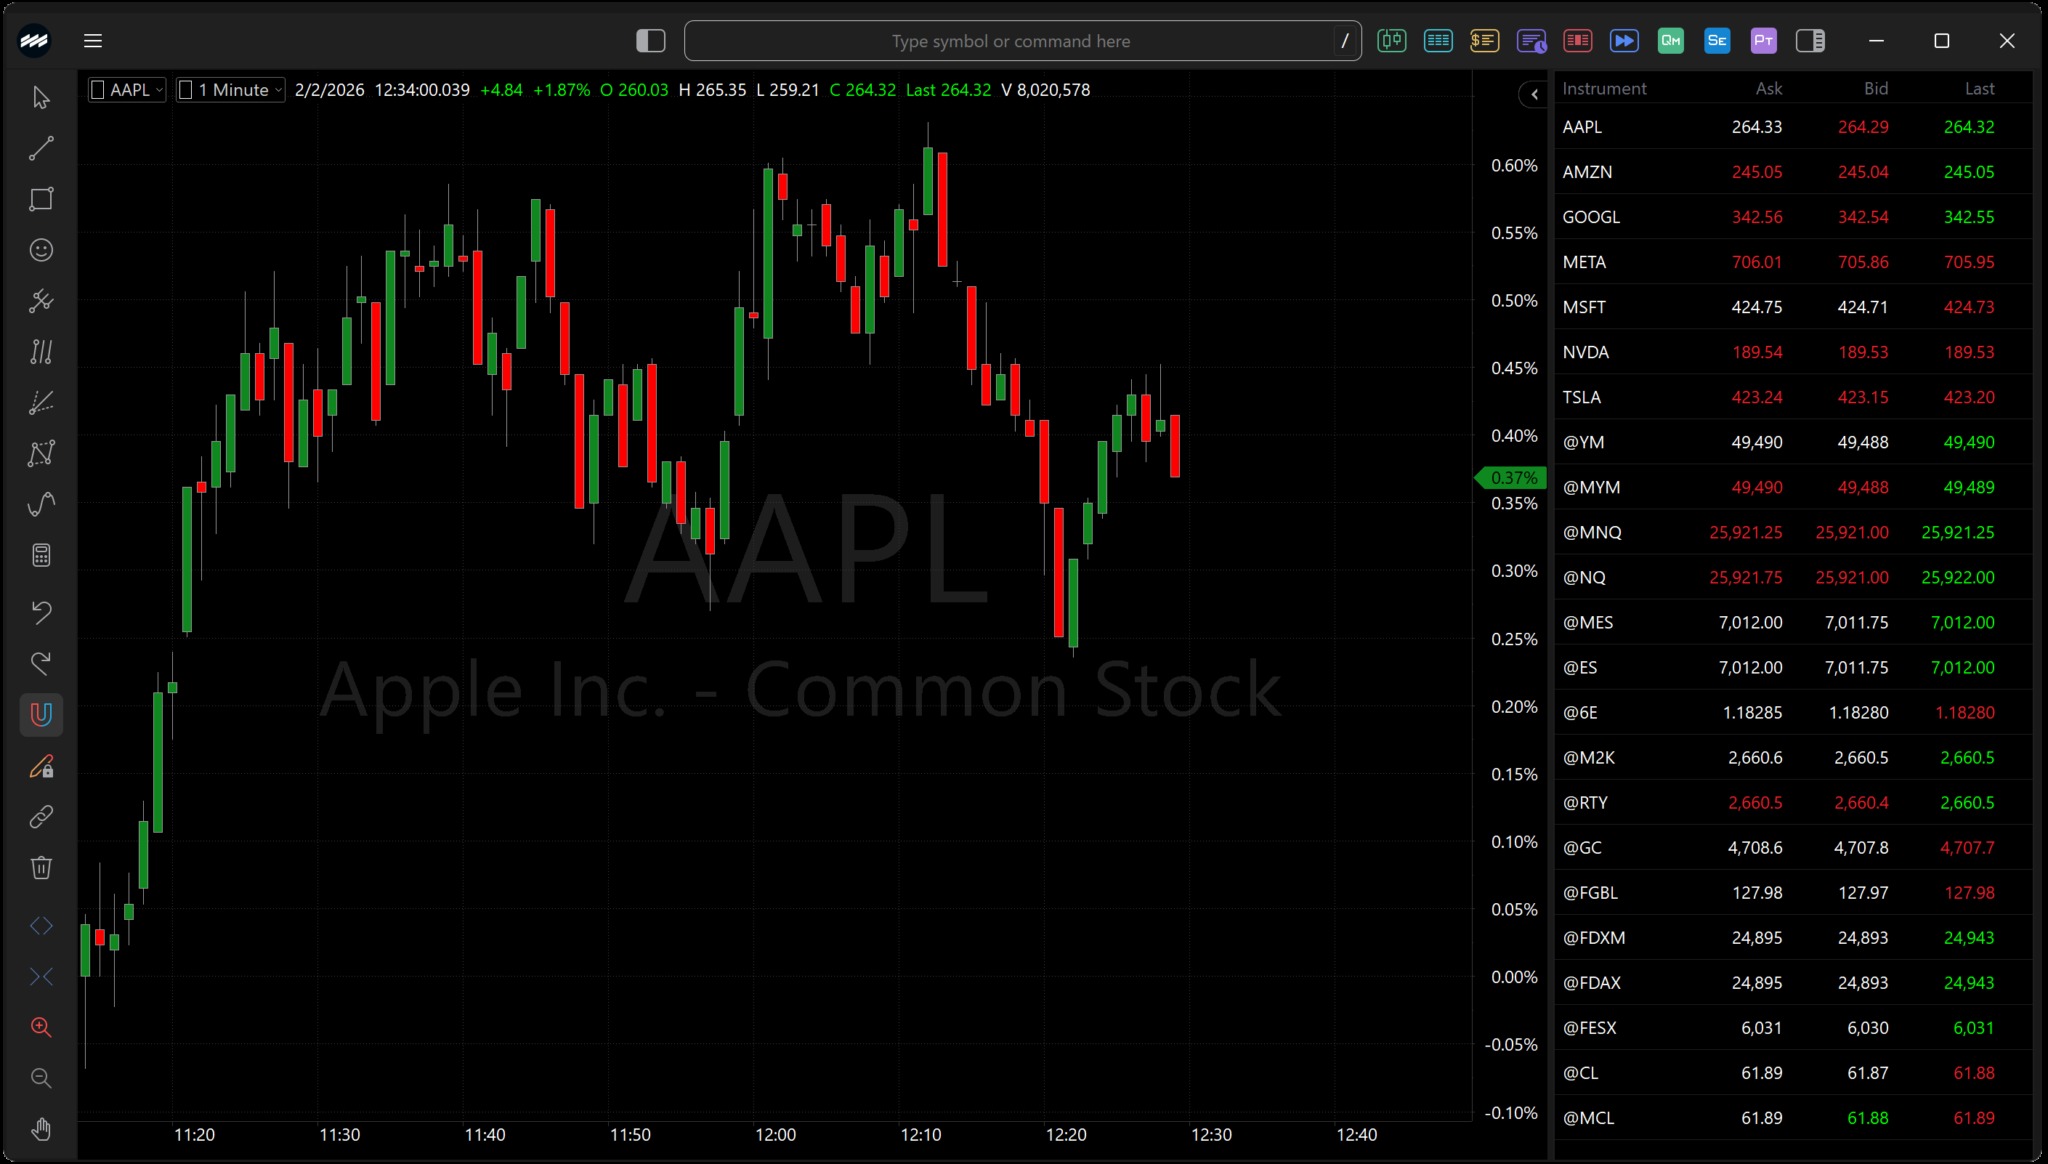 Type symbol or command here /
QM SE PT
AAPL 1 Minute 2/2/2026 12:34:00.039 +4.84 +1.87% O 260.03 H 265.35 L 259.21 C 264.32 Last 264.32 V 8,020,578
0.60%
0.55%
0.50%
0.45%
0.40%
0.37%
0.35%
0.30%
0.25%
0.20%
0.15%
0.10%
0.05%
0.00%
-0.05%
-0.10%
AAPL
Apple Inc. - Common Stock
11:20 11:30 11:40 11:50 12:00 12:10 12:20 12:30 12:40
Instrument Ask Bid Last
AAPL 264.33 264.29 264.32
AMZN 245.05 245.04 245.05
GOOGL 342.56 342.54 342.55
META 706.01 705.86 705.95
MSFT 424.75 424.71 424.73
NVDA 189.54 189.53 189.53
TSLA 423.24 423.15 423.20
@YM 49,490 49,488 49,490
@MYM 49,490 49,488 49,489
@MNQ 25,921.25 25,921.00 25,921.25
@NQ 25,921.75 25,921.00 25,922.00
@MES 7,012.00 7,011.75 7,012.00
@ES 7,012.00 7,011.75 7,012.00
@6E 1.18285 1.18280 1.18280
@M2K 2,660.6 2,660.5 2,660.5
@RTY 2,660.5 2,660.4 2,660.5
@GC 4,708.6 4,707.8 4,707.7
@FGBL 127.98 127.97 127.98
@FDXM 24,895 24,893 24,943
@FDAX 24,895 24,893 24,943
@FESX 6,031 6,030 6,031
@CL 61.89 61.87 61.88
@MCL 61.89 61.88 61.89